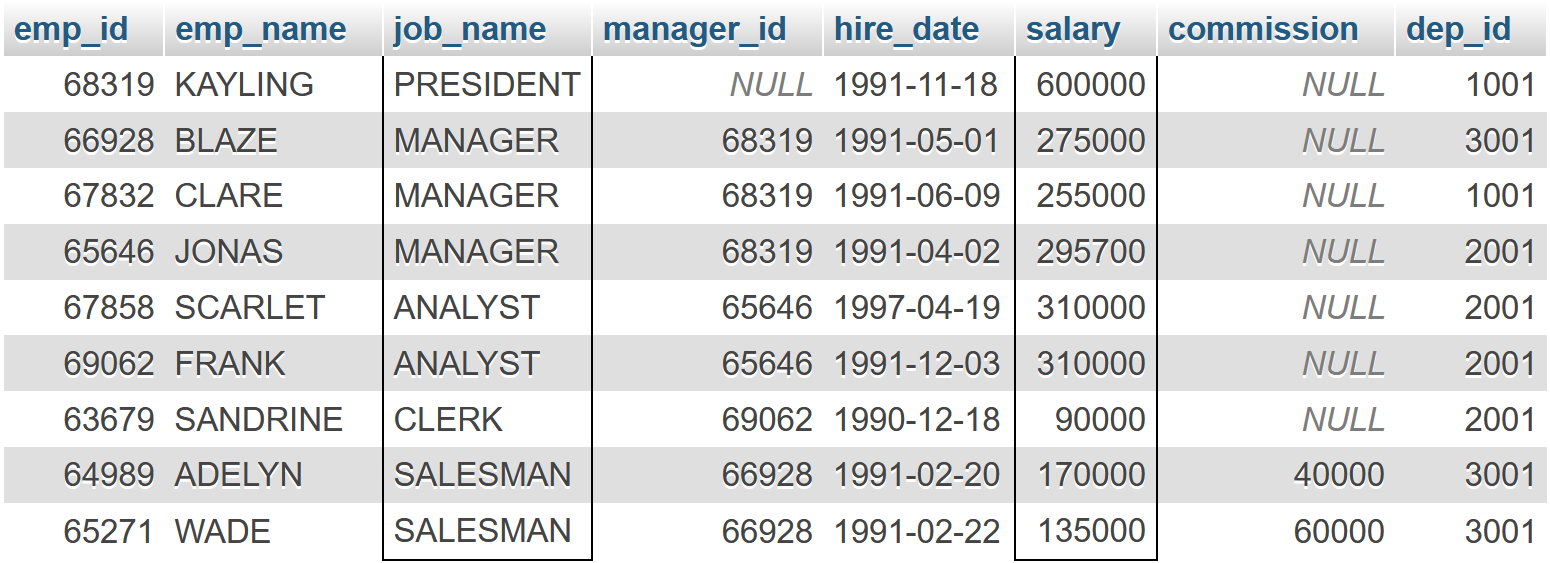 emp_id emp_name job_name manager_id hire_date salary commission dep_id
68319 KAYLING PRESIDENT NULL 1991-11-18 600000 NULL 1001
66928 BLAZE MANAGER 68319 1991-05-01 275000 NULL 3001
67832 CLARE MANAGER 68319 1991-06-09 255000 NULL 1001
65646 JONAS MANAGER 68319 1991-04-02 295700 NULL 2001
67858 SCARLET ANALYST 65646 1997-04-19 310000 NULL 2001
69062 FRANK ANALYST 65646 1991-12-03 310000 NULL 2001
63679 SANDRINE CLERK 69062 1990-12-18 90000 NULL 2001
64989 ADELYN SALESMAN 66928 1991-02-20 170000 40000 3001
65271 WADE SALESMAN 66928 1991-02-22 135000 60000 3001